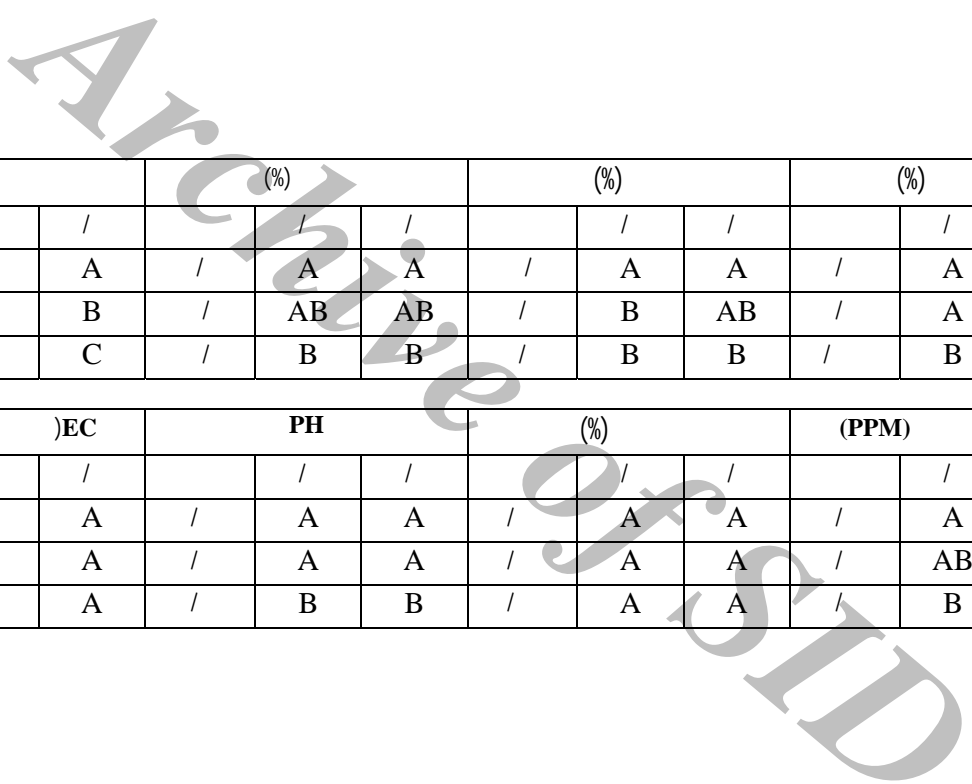 Archive of SID
(%) (%) (%)
/ / / / / /
A / A A / A A / A
B / AB AB / B AB / A
C / B B / B B / B
)EC PH (%) (PPM)
/ / / / / /
A / A A / A A / A
A / A A / A A / AB
A / B B / A A / B